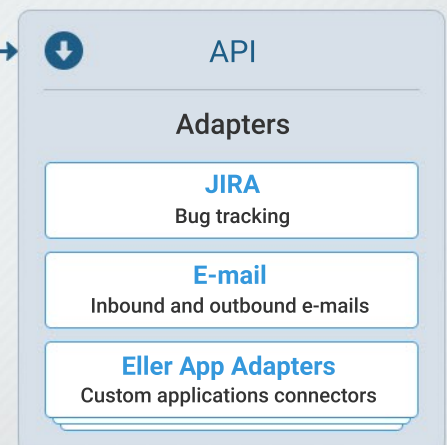 API
Adapters
JIRA
Bug tracking
E-mail
Inbound and outbound e-mails
Eller App Adapters
Custom applications connectors